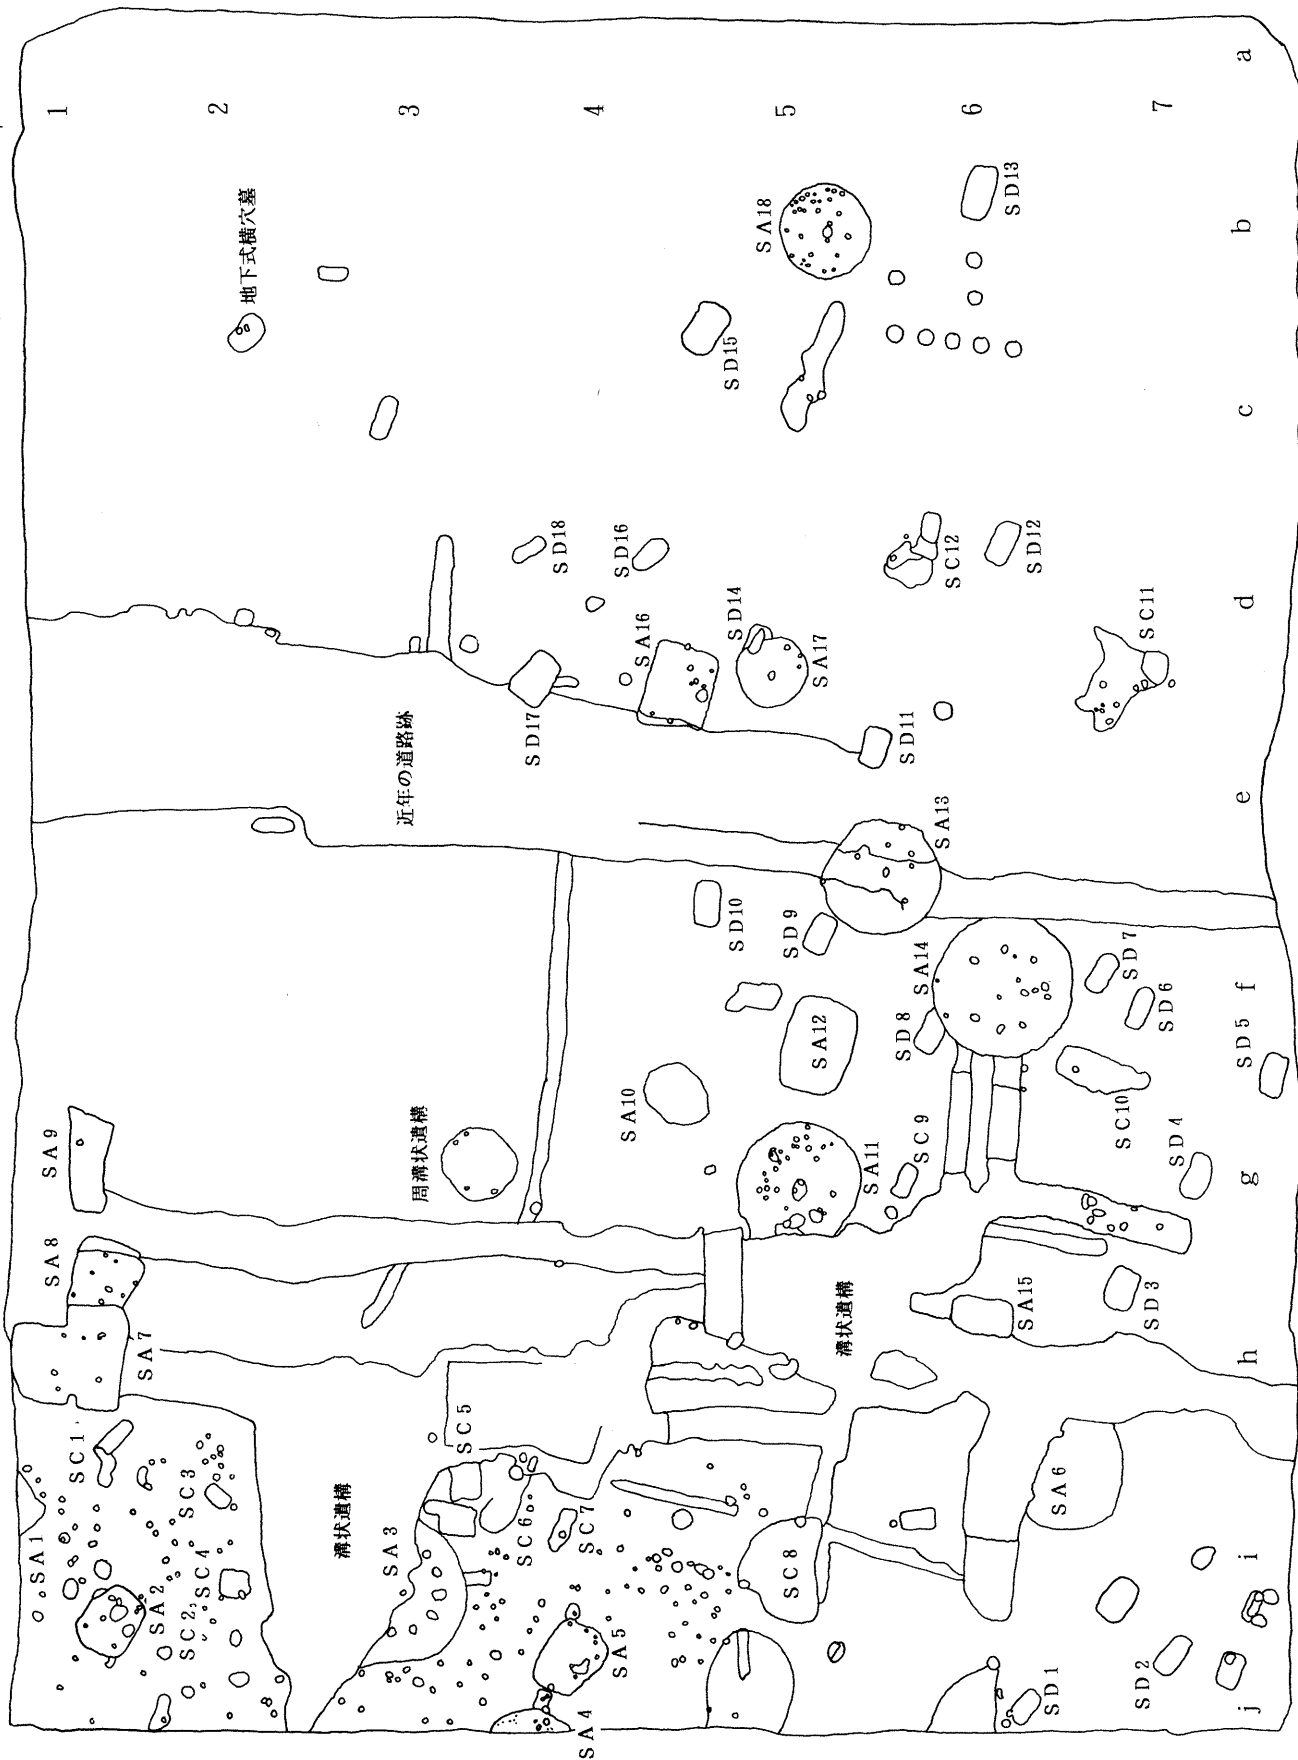 1
2
3
4
5
6
7
a
b
c
d
e
f
g
h
i
j
地下式横穴墓
SA18
SD13
SD15
SD18
SD16
SC12
SD12
SD14
SA16
SA17
SC11
SD17
SD11
近年の道路跡
SA13
SD10
SD9
SA14
SD7
SD6
SD8
SA12
SD5
SA10
SC10
SD4
SC9
SA11
周溝状遺構
SA9
SA8
SA7
溝状遺構
SA15
SD3
SC5
SC1
SC3
SA1
溝状遺構
SA3
SC6
SC7
SA6
SC4
SC2
SA2
SC8
SA5
SA4
SD1
SD2